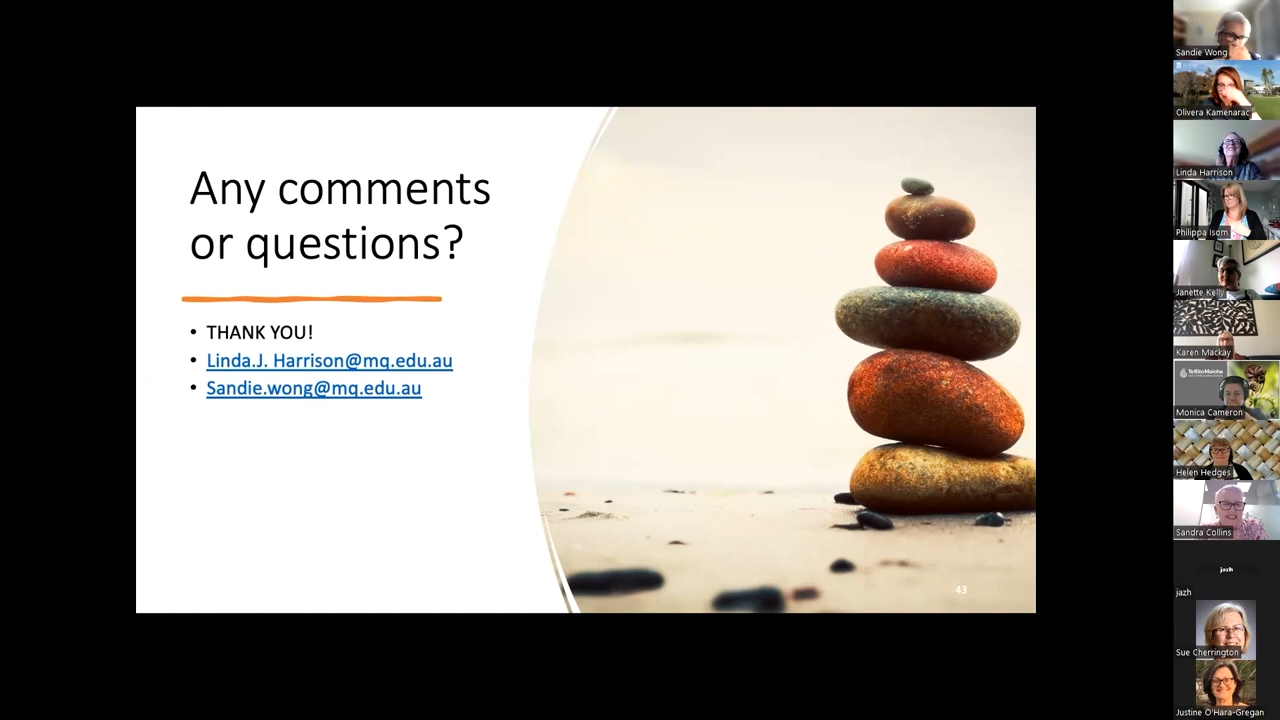 Any comments
or questions?
• THANK YOU!
• Linda.J. Harrison@mq.edu.au
• Sandie.wong@mq.edu.au
43
Sandie Wong
Olivera Kamenarac
Linda Harrison
Philippa Isom
Janette Kelly
Karen Mackay
TeRitoMaioha
Monica Cameron
Helen Hedges
Sandra Collins
jazh
jazh
Sue Cherrington
Justine O'Hara-Gregan